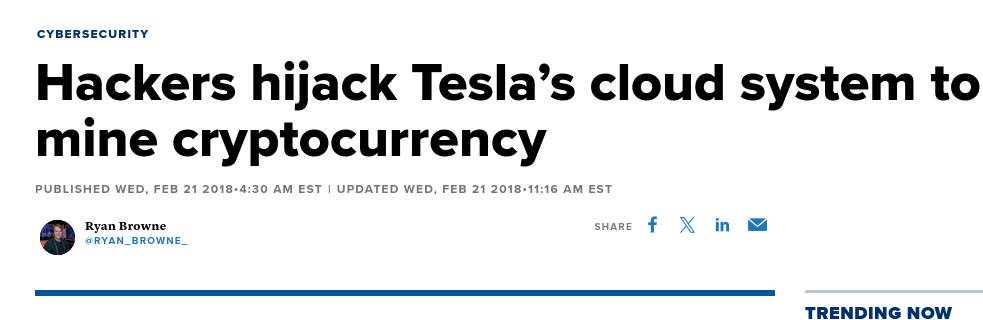 CYBERSECURITY
Hackers hijack Tesla’s cloud system to
mine cryptocurrency
PUBLISHED WED, FEB 21 2018•4:30 AM EST | UPDATED WED, FEB 21 2018•11:16 AM EST
Ryan Browne
@RYAN_BROWNE_
SHARE
TRENDING NOW